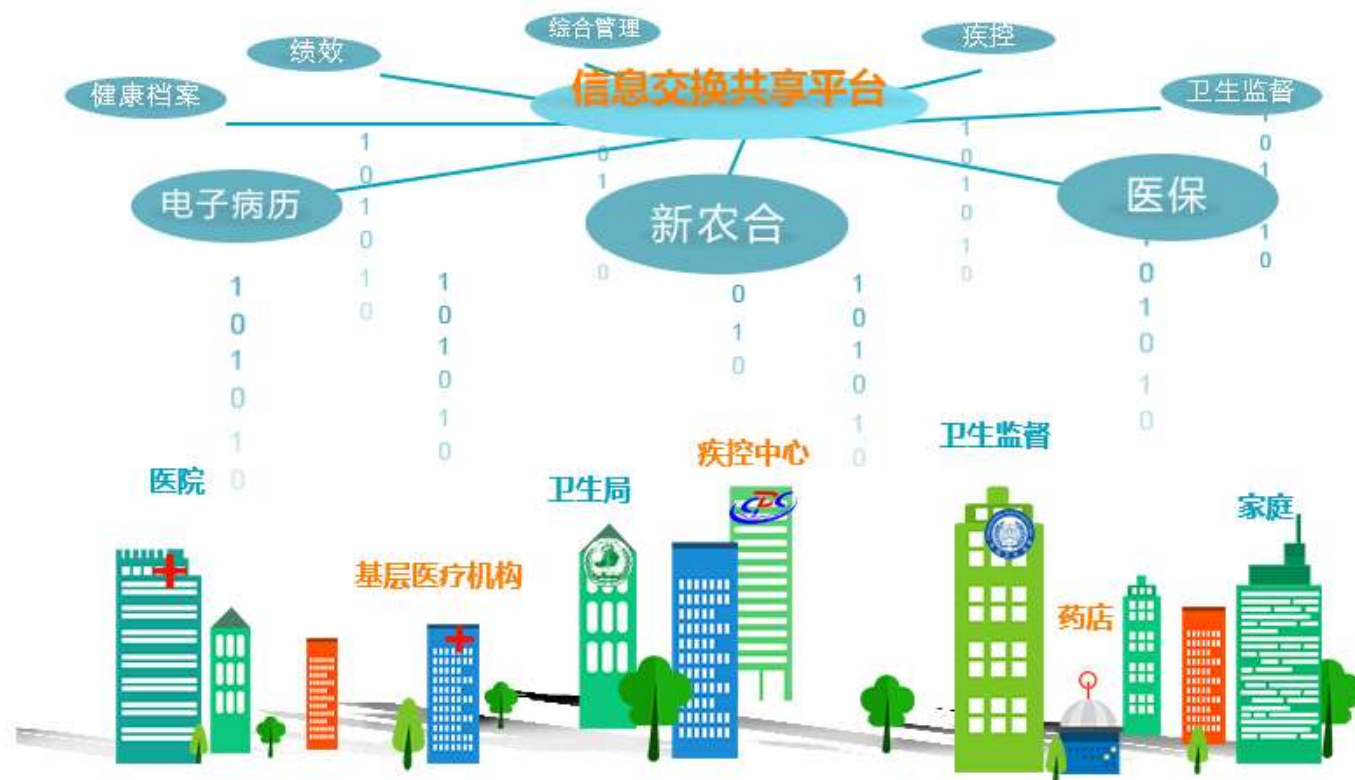 综合管理
疾控
绩效
信息交换共享平台
健康档案
卫生监督
电子病历
新农合
医保
卫生监督
疾控中心
医院
卫生局
家庭
基层医疗机构
药店